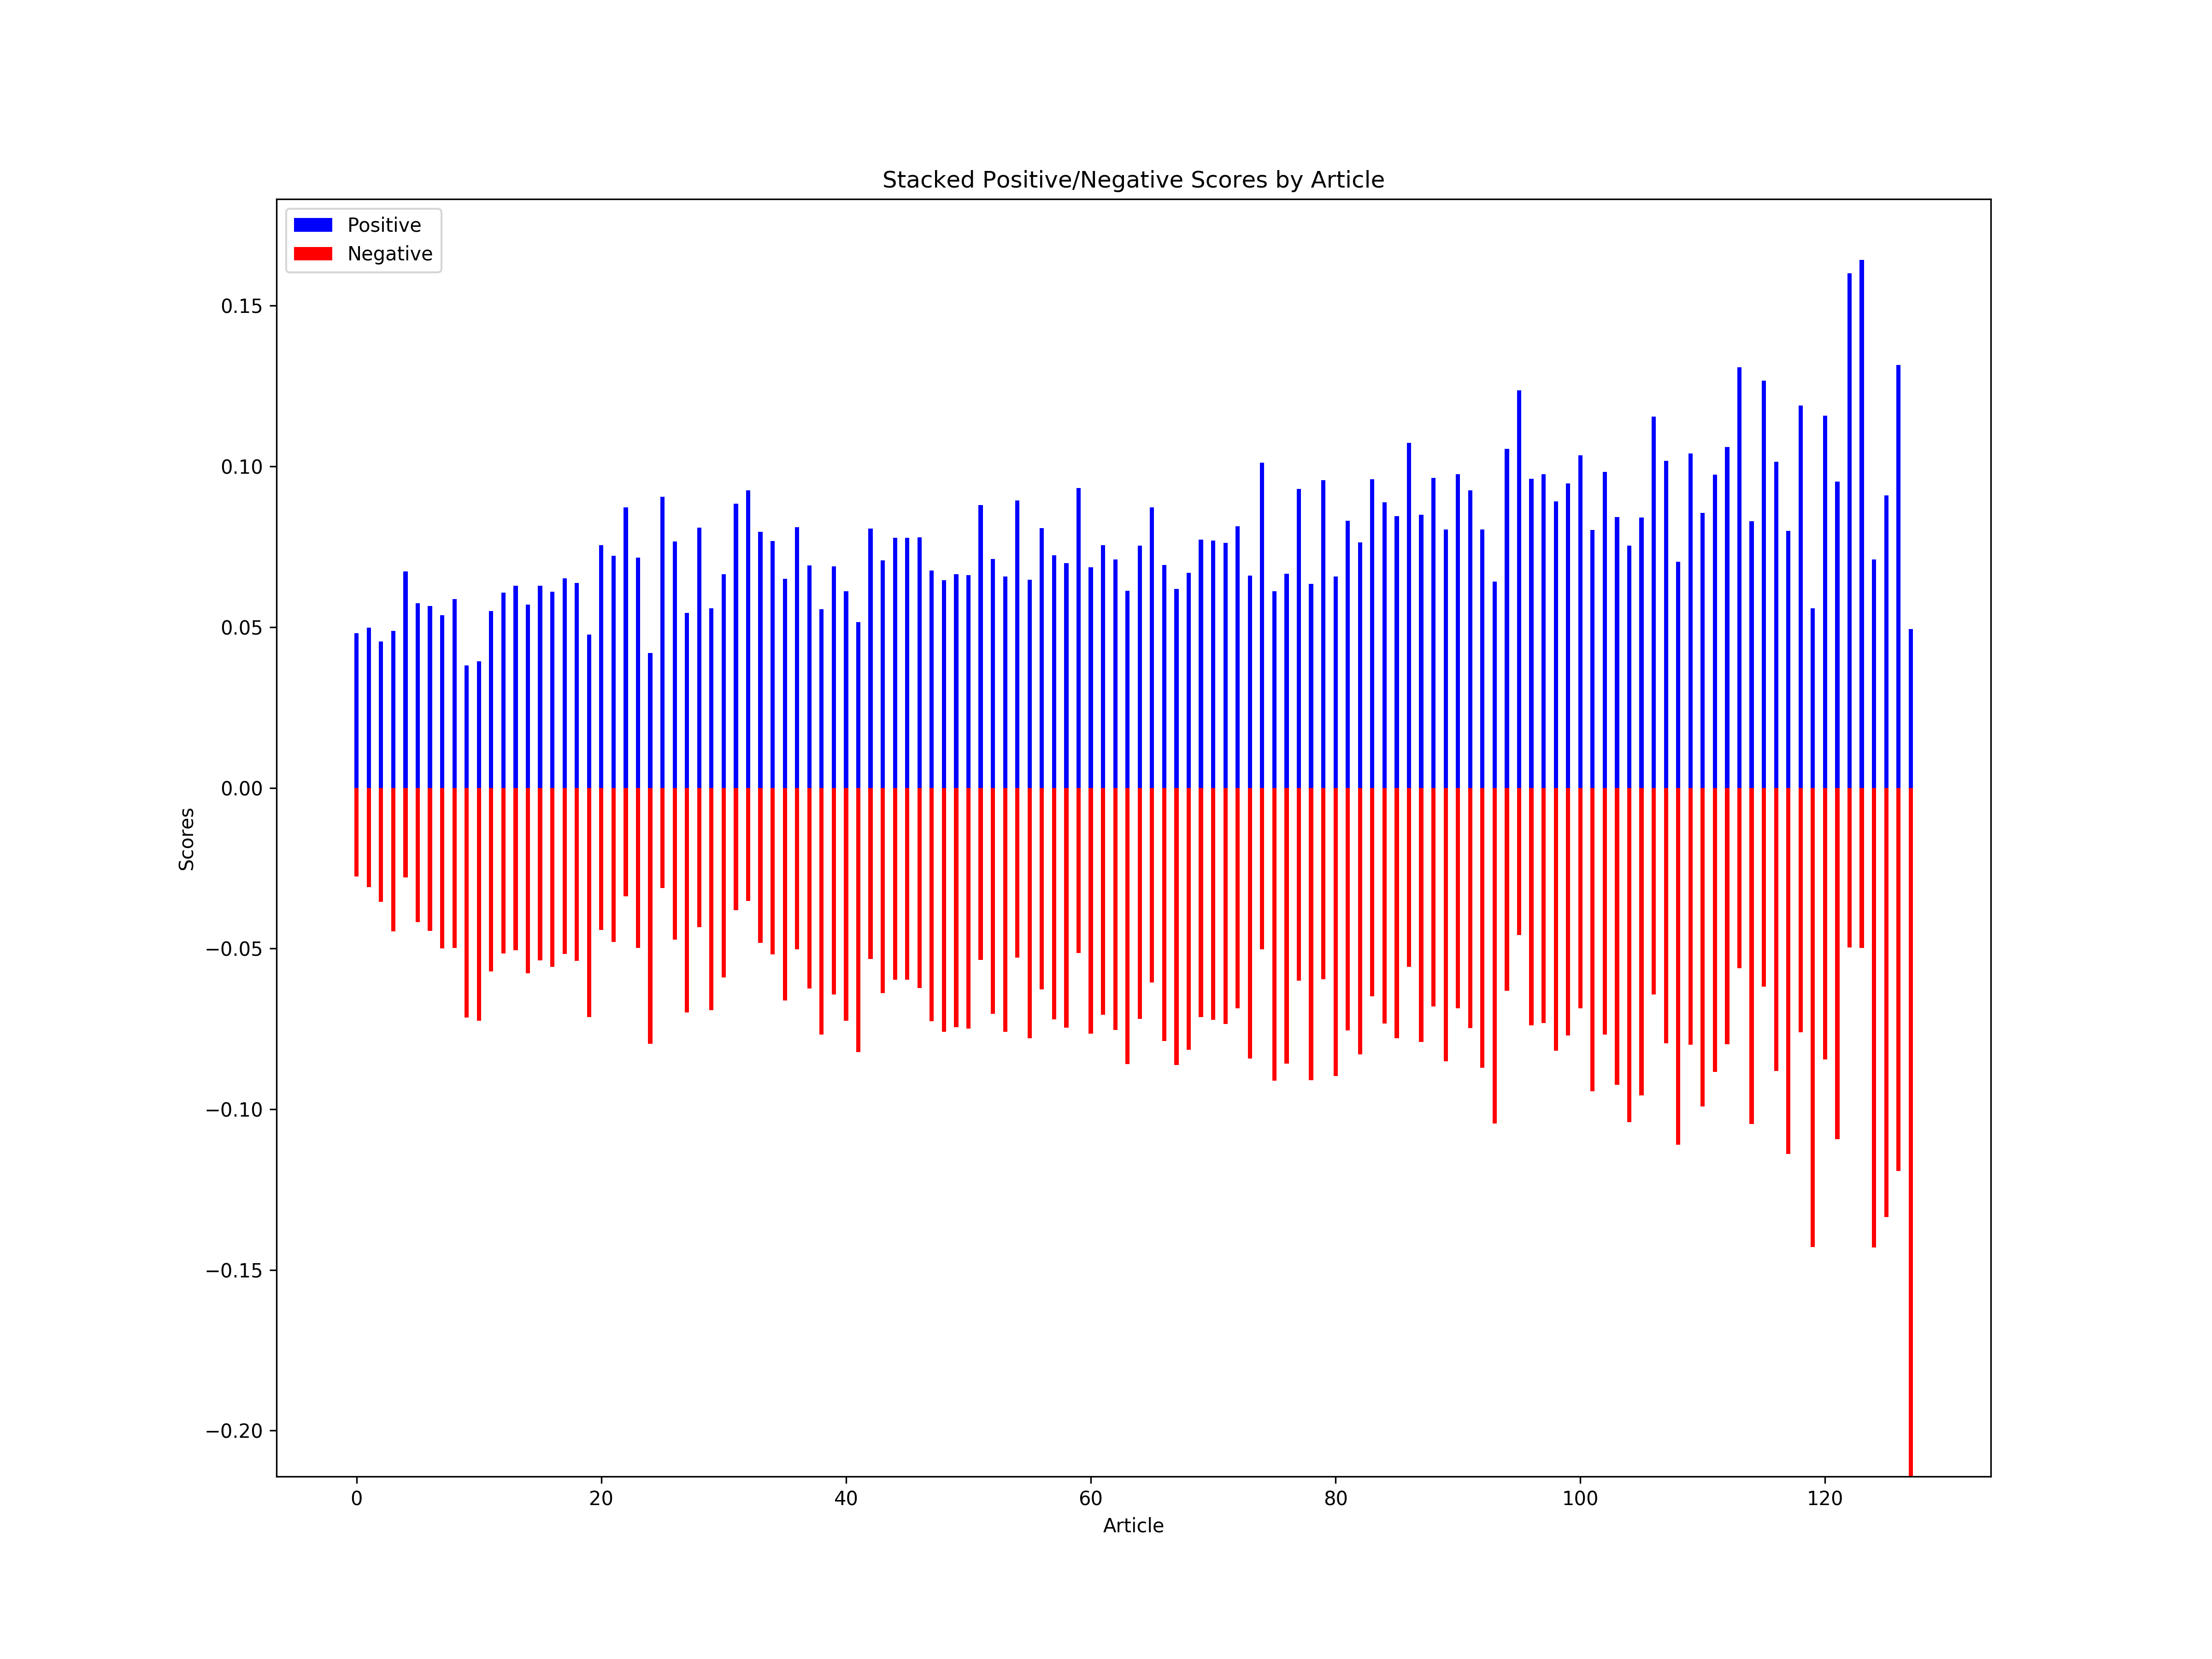 Stacked Positive/Negative Scores by Article
Positive
Negative
0.15
0.10
0.05
0.00
−0.05
−0.10
−0.15
−0.20
Scores
0 20 40 60 80 100 120
Article